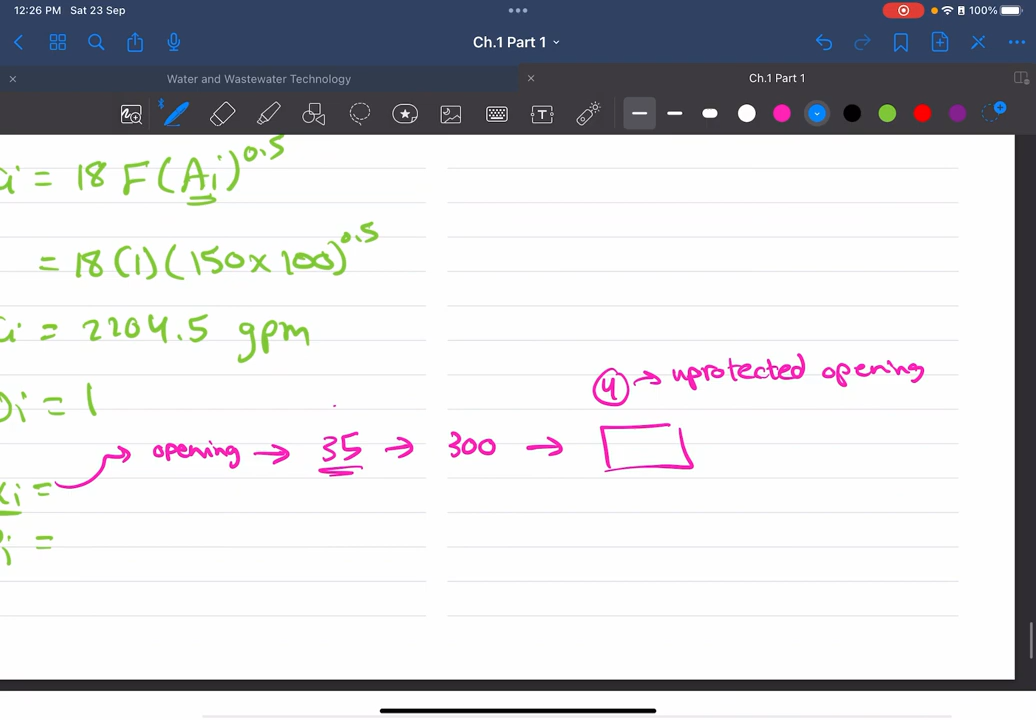 12:26 PM Sat 23 Sep
100%
Ch.1 Part 1
Water and Wastewater Technology
Ch.1 Part 1
= 18 F (Ai)^0.5
= 18 (1) (150 x 100)^0.5
= 2204.5 gpm
i = 1
4 → uprotected opening
opening → 35 → 300 →
i =
i =